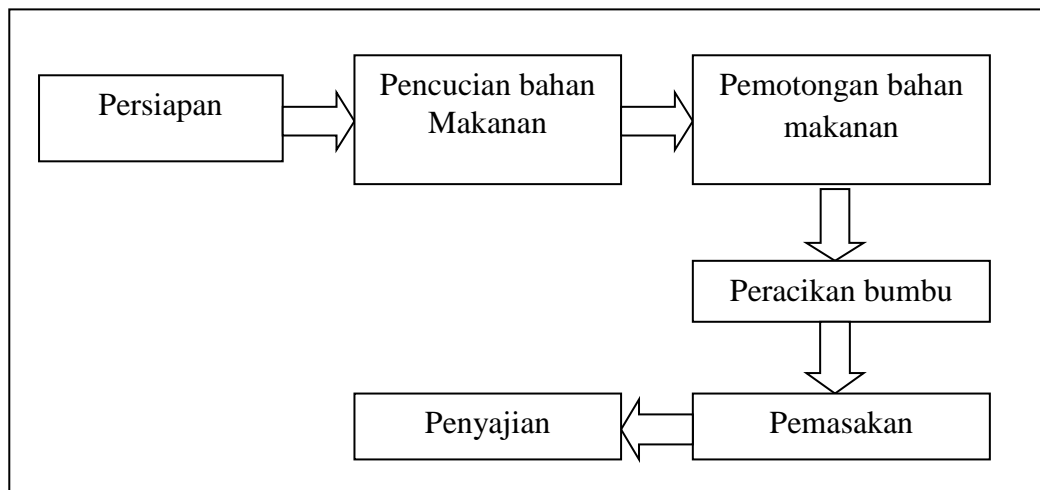 Persiapan
Pencucian bahan
Makanan
Pemotongan bahan
makanan
Peracikan bumbu
Pemasakan
Penyajian